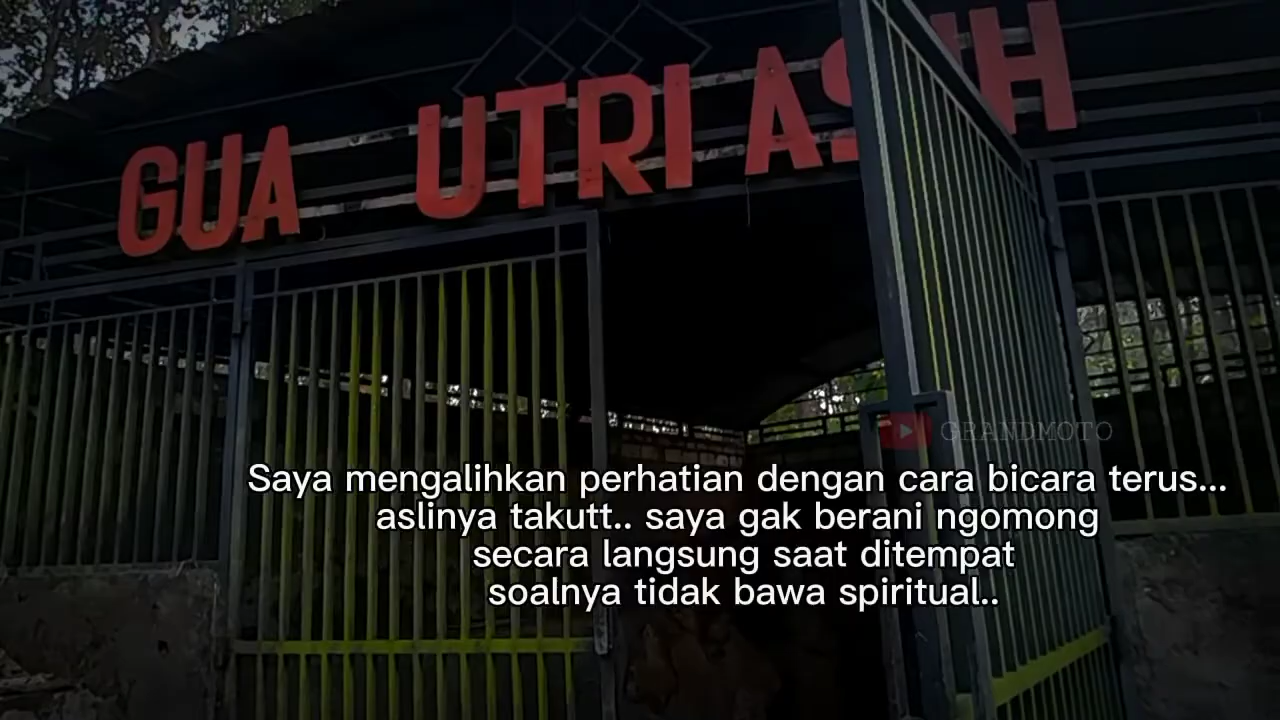 GUA UTRI ASIH
GRANDMOTO
Saya mengalihkan perhatian dengan cara bicara terus...
aslinya takutt.. saya gak berani ngomong
secara langsung saat ditempat
soalnya tidak bawa spiritual..